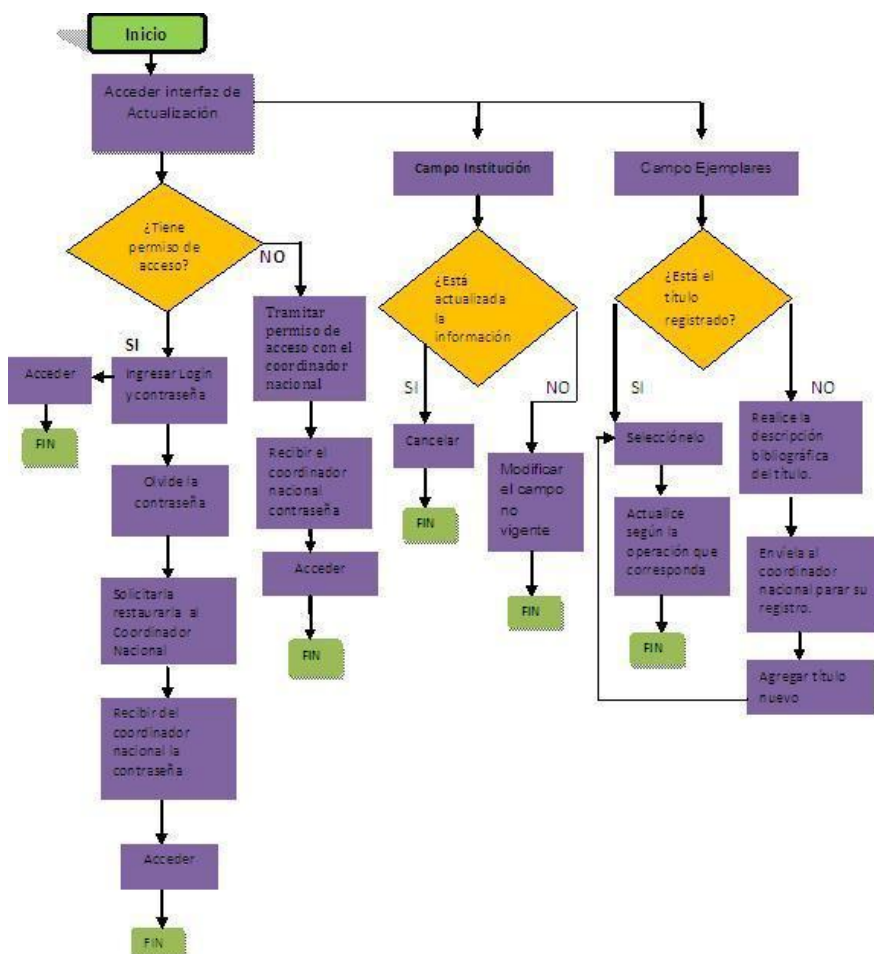 Inicio
Acceder interfaz de
Actualización
¿Tiene
permiso de
acceso?
NO
SI
Ingresar Login
y contraseña
Acceder
FIN
Olvide la
contraseña
Solicitarla
restauraría al
Coordinador
Nacional
Recibir del
coordinador
nacional la
contraseña
Acceder
FIN
Tramitar
permiso de
acceso con el
coordinador
nacional
Recibir el
coordinador
nacional
contraseña
Acceder
FIN
Campo Institución
¿Está
actualizada
la
información
SI
NO
Cancelar
FIN
Modificar
el campo
no
vigente
FIN
Campo Ejemplares
¿Está el
título
registrado?
SI
NO
Selecciónelo
Actualice
según la
operación que
corresponda
FIN
Realice la
descripción
bibliográfica
del título.
Envíela al
coordinador
nacional parar su
registro.
Agregar título
nuevo